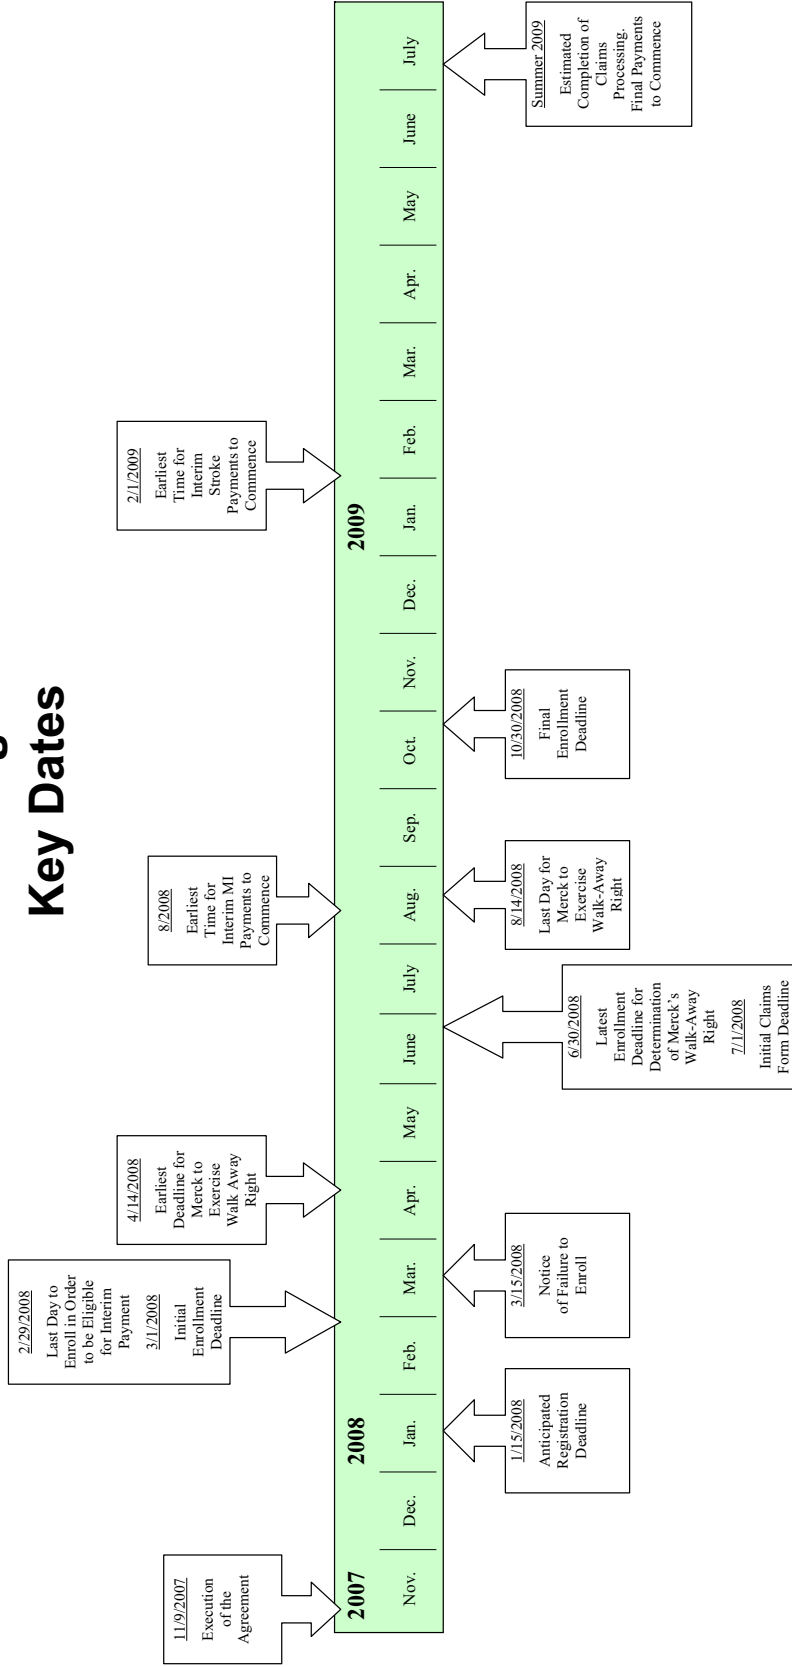 Key Dates
11/9/2007
Execution
of the
Agreement
2/29/2008
Last Day to
Enroll in Order
to be Eligible
for Interim
Payment
3/1/2008
Initial
Enrollment
Deadline
4/14/2008
Earliest
Deadline for
Merck to
Exercise
Walk Away
Right
8/2008
Earliest
Time for
Interim MI
Payments to
Commence
2/1/2009
Earliest
Time for
Interim
Stroke
Payments to
Commence
2007
2008
2009
Nov.
Dec.
Jan.
Feb.
Mar.
Apr.
May
June
July
Aug.
Sep.
Oct.
Nov.
Dec.
Jan.
Feb.
Mar.
Apr.
May
June
July
1/15/2008
Anticipated
Registration
Deadline
3/15/2008
Notice
of Failure to
Enroll
6/30/2008
Latest
Enrollment
Deadline for
Determination
of Merck's
Walk-Away
Right
7/1/2008
Initial Claims
Form Deadline
8/14/2008
Last Day for
Merck to
Exercise
Walk-Away
Right
10/30/2008
Final
Enrollment
Deadline
Summer 2009
Estimated
Completion of
Claims
Processing.
Final Payments
to Commence